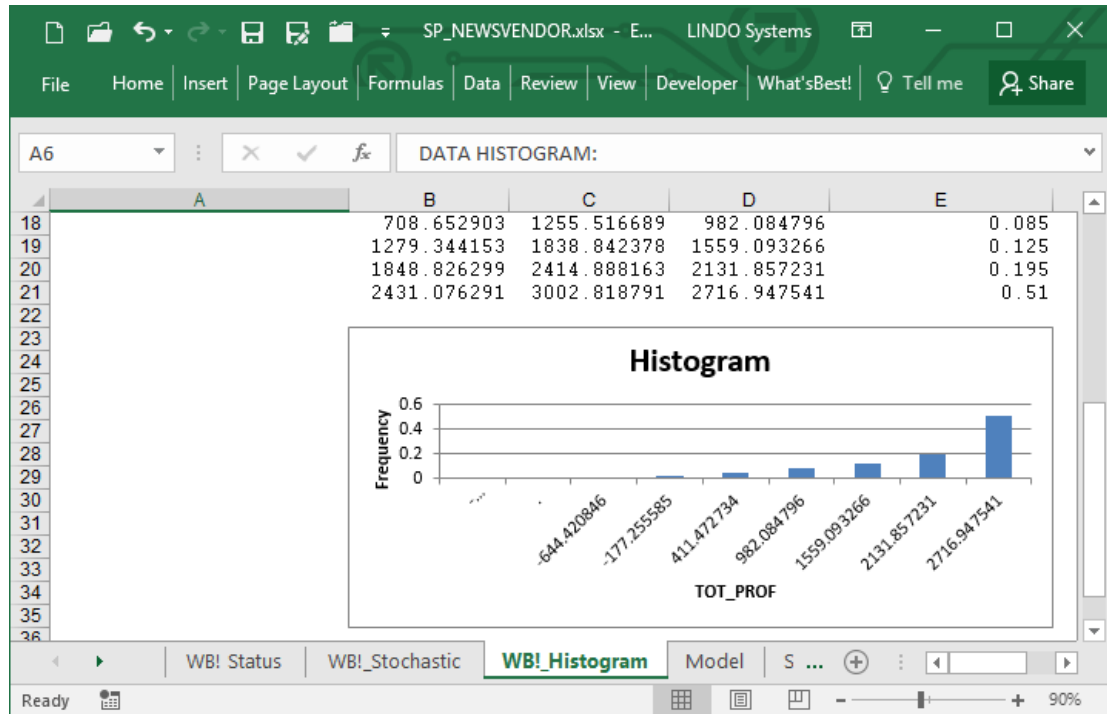 SP_NEWSVENDOR.xlsx - E... LINDO Systems
File Home Insert Page Layout Formulas Data Review View Developer What'sBest! Tell me Share
A6 fx DATA HISTOGRAM:
A B C D E
18 708.652903 1255.516689 982.084796 0.085
19 1279.344153 1838.842378 1559.093266 0.125
20 1848.826299 2414.888163 2131.857231 0.195
21 2431.076291 3002.818791 2716.947541 0.51
22
23
24
25
26
27
28
29
30
31
32
33
34
35
36
Histogram
Frequency
0.6
0.4
0.2
0
-... . -644.420846 -177.255585 411.472734 982.084796 1559.093266 2131.857231 2716.947541
TOT_PROF
WB! Status WB!_Stochastic WB!_Histogram Model S ...
Ready 90%